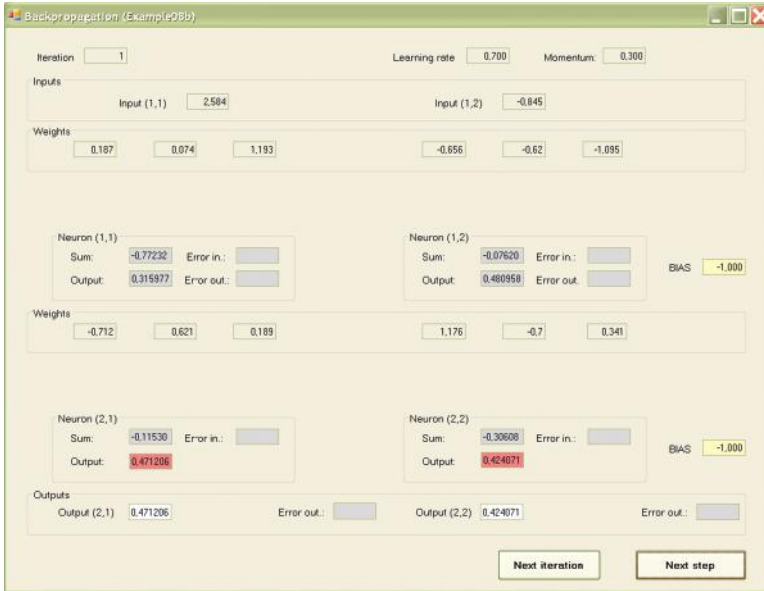 Backpropagation (Example08b)
Iteration 1 Learning rate 0,700 Momentum: 0,300
Inputs
Input (1,1) 2,584 Input (1,2) -0,845
Weights
0,187 0,074 1,193 -0,656 -0,62 -1,095
Neuron (1,1) Neuron (1,2)
Sum: -0,77232 Error in.: Sum: -0,07620 Error in.:
Output: 0,315977 Error out.: Output: 0,480958 Error out. BIAS -1,000
Weights
-0,712 0,621 0,189 1,176 -0,7 0,341
Neuron (2,1) Neuron (2,2)
Sum: -0,11530 Error in.: Sum: -0,30608 Error in.:
Output: 0,471206 Output: 0,424071 BIAS -1,000
Outputs
Output (2,1) 0,471206 Error out.: Output (2,2) 0,424071 Error out.:
Next iteration Next step